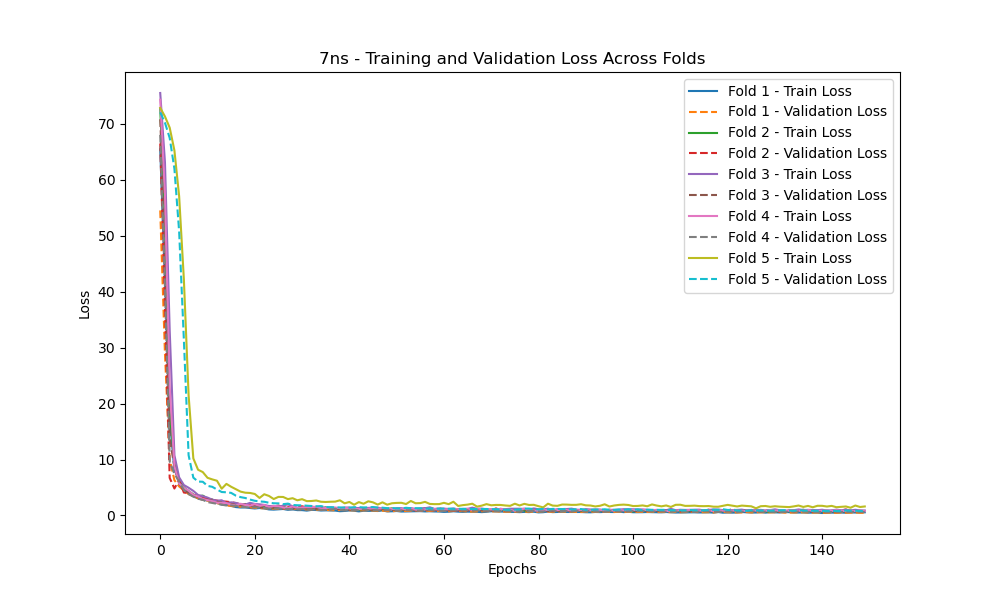 7ns - Training and Validation Loss Across Folds
Fold 1 - Train Loss
Fold 1 - Validation Loss
Fold 2 - Train Loss
Fold 2 - Validation Loss
Fold 3 - Train Loss
Fold 3 - Validation Loss
Fold 4 - Train Loss
Fold 4 - Validation Loss
Fold 5 - Train Loss
Fold 5 - Validation Loss
70
60
50
40
30
20
10
0
Loss
0 20 40 60 80 100 120 140
Epochs